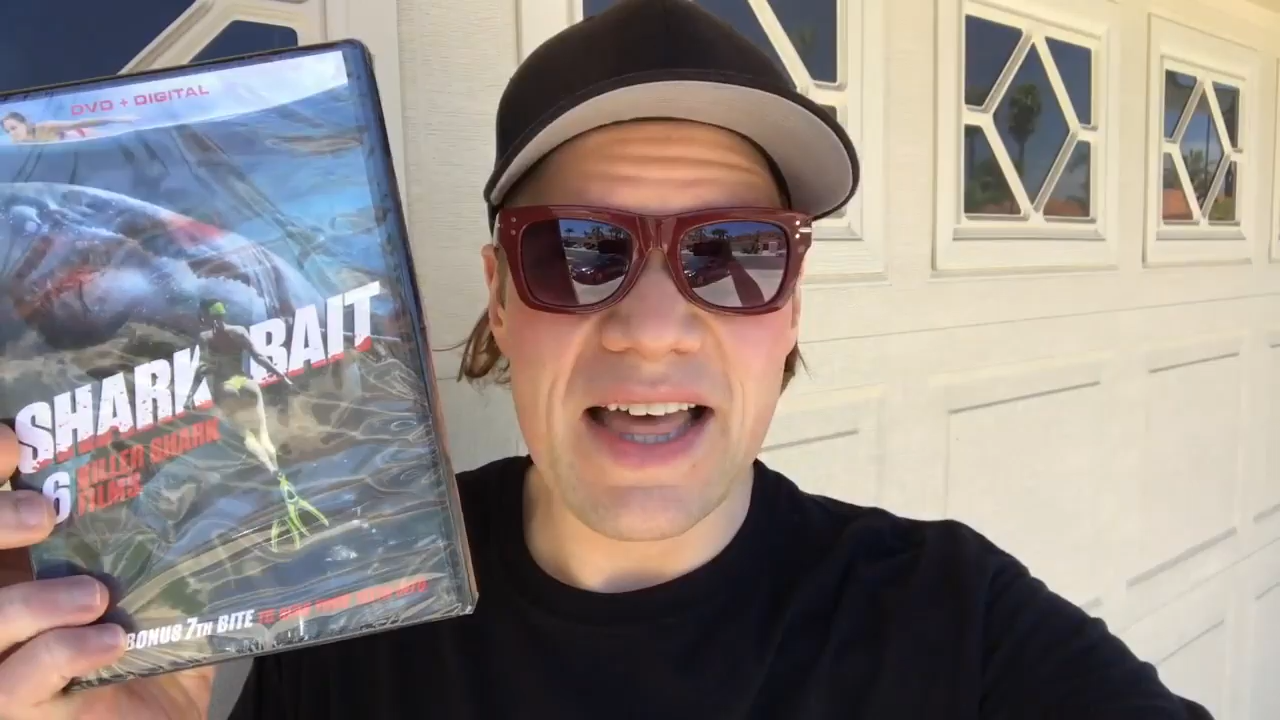 DVD + DIGITAL
SHARK BAIT
6 KILLER SHARK
FILMS
BONUS 7TH BITE